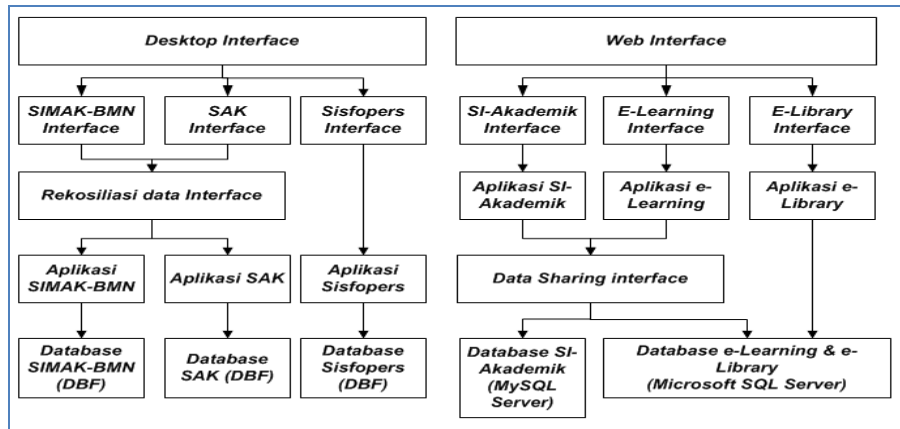 Desktop Interface
Web Interface
SIMAK-BMN
Interface
SAK
Interface
Sisfopers
Interface
SI-Akademik
Interface
E-Learning
Interface
E-Library
Interface
Rekosiliasi data Interface
Aplikasi SI-
Akademik
Aplikasi e-
Learning
Aplikasi e-
Library
Aplikasi
SIMAK-BMN
Aplikasi SAK
Aplikasi
Sisfopers
Data Sharing interface
Database
SIMAK-BMN
(DBF)
Database
SAK (DBF)
Database
Sisfopers
(DBF)
Database SI-
Akademik
(MySQL
Server)
Database e-Learning & e-
Library
(Microsoft SQL Server)